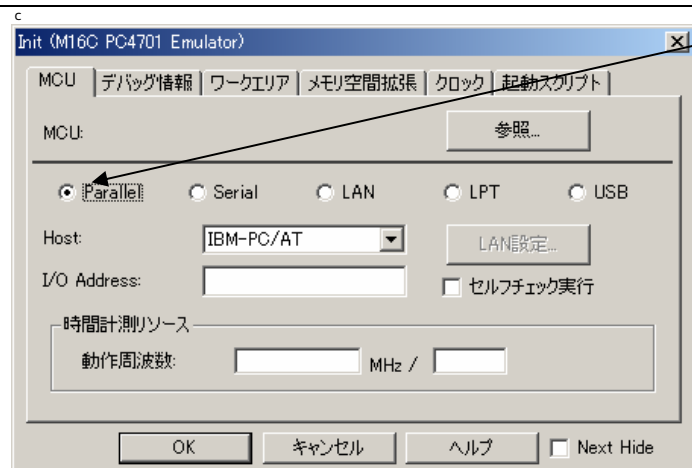 c
Init (M16C PC4701 Emulator)
MCU デバッグ情報 ワークエリア メモリ空間拡張 クロック 起動スクリプト
MCU: 参照...
Parallel Serial LAN LPT USB
Host: IBM-PC/AT LAN設定...
I/O Address: セルフチェック実行
時間計測リソース
動作周波数: MHz /
OK キャンセル ヘルプ Next Hide